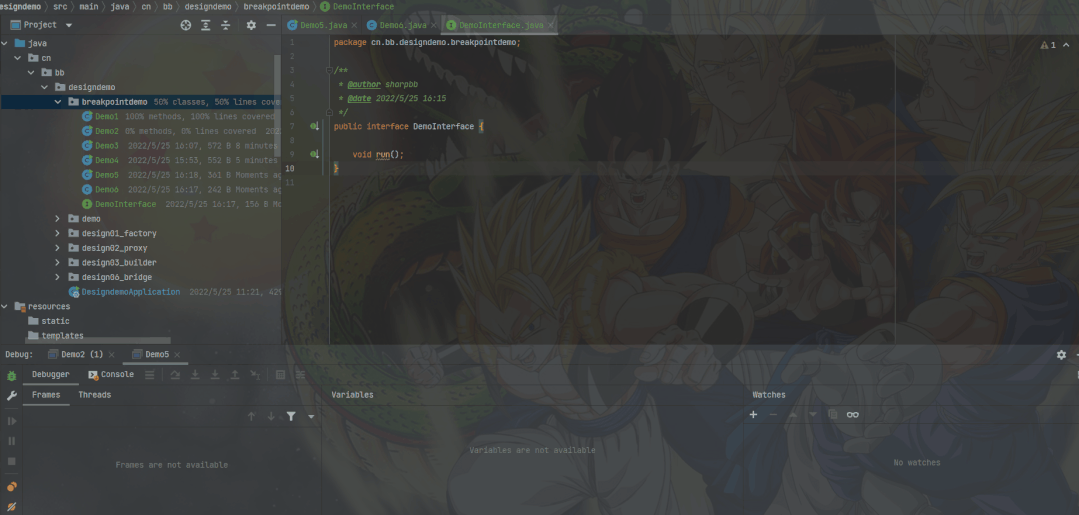 esigndemo src main java cn bb designdemo breakpointdemo DemoInterface
Project
Demo5.java Demo6.java DemoInterface.java
java
cn
bb
designdemo
breakpointdemo 50% classes, 50% lines cove
Demo1 100% methods, 100% lines covered
Demo2 0% methods, 0% lines covered 202
Demo3 2022/5/25 16:07, 572 B 8 minutes
Demo4 2022/5/25 15:53, 552 B 5 minutes
Demo5 2022/5/25 16:18, 361 B Moments ag
Demo6 2022/5/25 16:17, 242 B Moments ag
DemoInterface 2022/5/25 16:17, 156 B Mo
demo
design01_factory
design02_proxy
design03_builder
design06_bridge
DesigndemoApplication 2022/5/25 11:21, 429
resources
static
templates
1 package cn.bb.designdemo.breakpointdemo;
2
3 /**
4 * @author sharpbb
5 * @date 2022/5/25 16:15
6 */
7 public interface DemoInterface {
8
9 void run();
10 }
11
1
Debug: Demo2 (1) Demo5
Debugger Console
Frames Threads
Variables
Watches
Frames are not available
Variables are not available
No watches